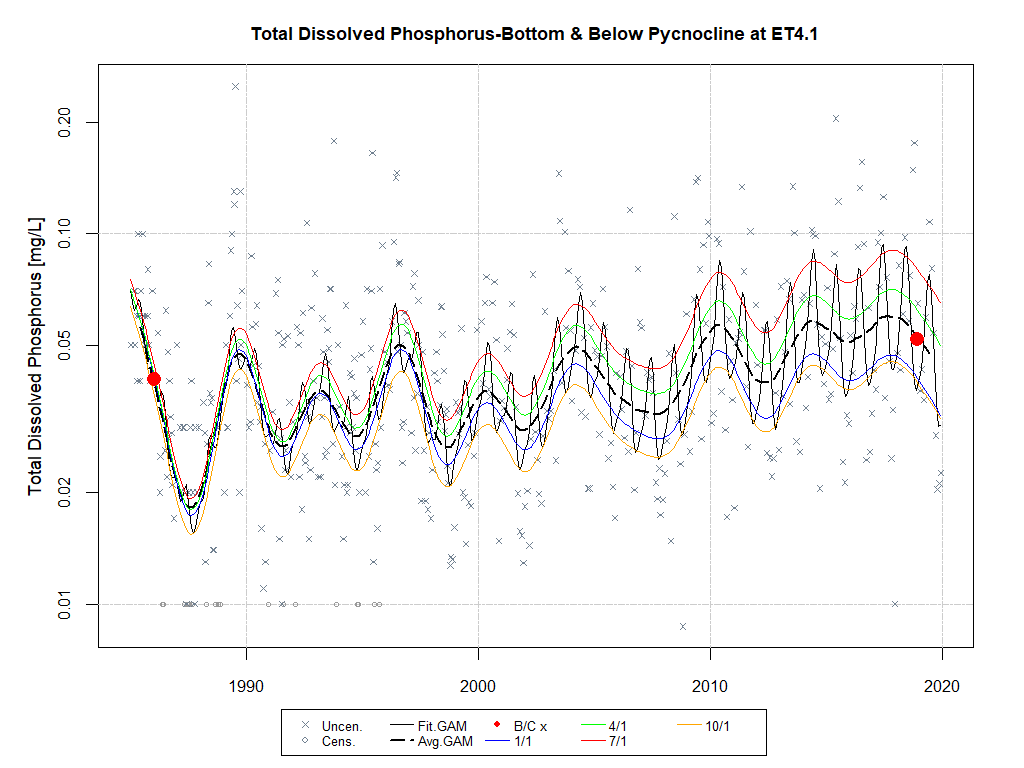 Total Dissolved Phosphorus-Bottom & Below Pycnocline at ET4.1
Total Dissolved Phosphorus [mg/L]
0.20
0.10
0.05
0.02
0.01
1990 2000 2010 2020
Uncen. Fit.GAM B/C x 4/1 10/1
Cens. Avg.GAM 1/1 7/1